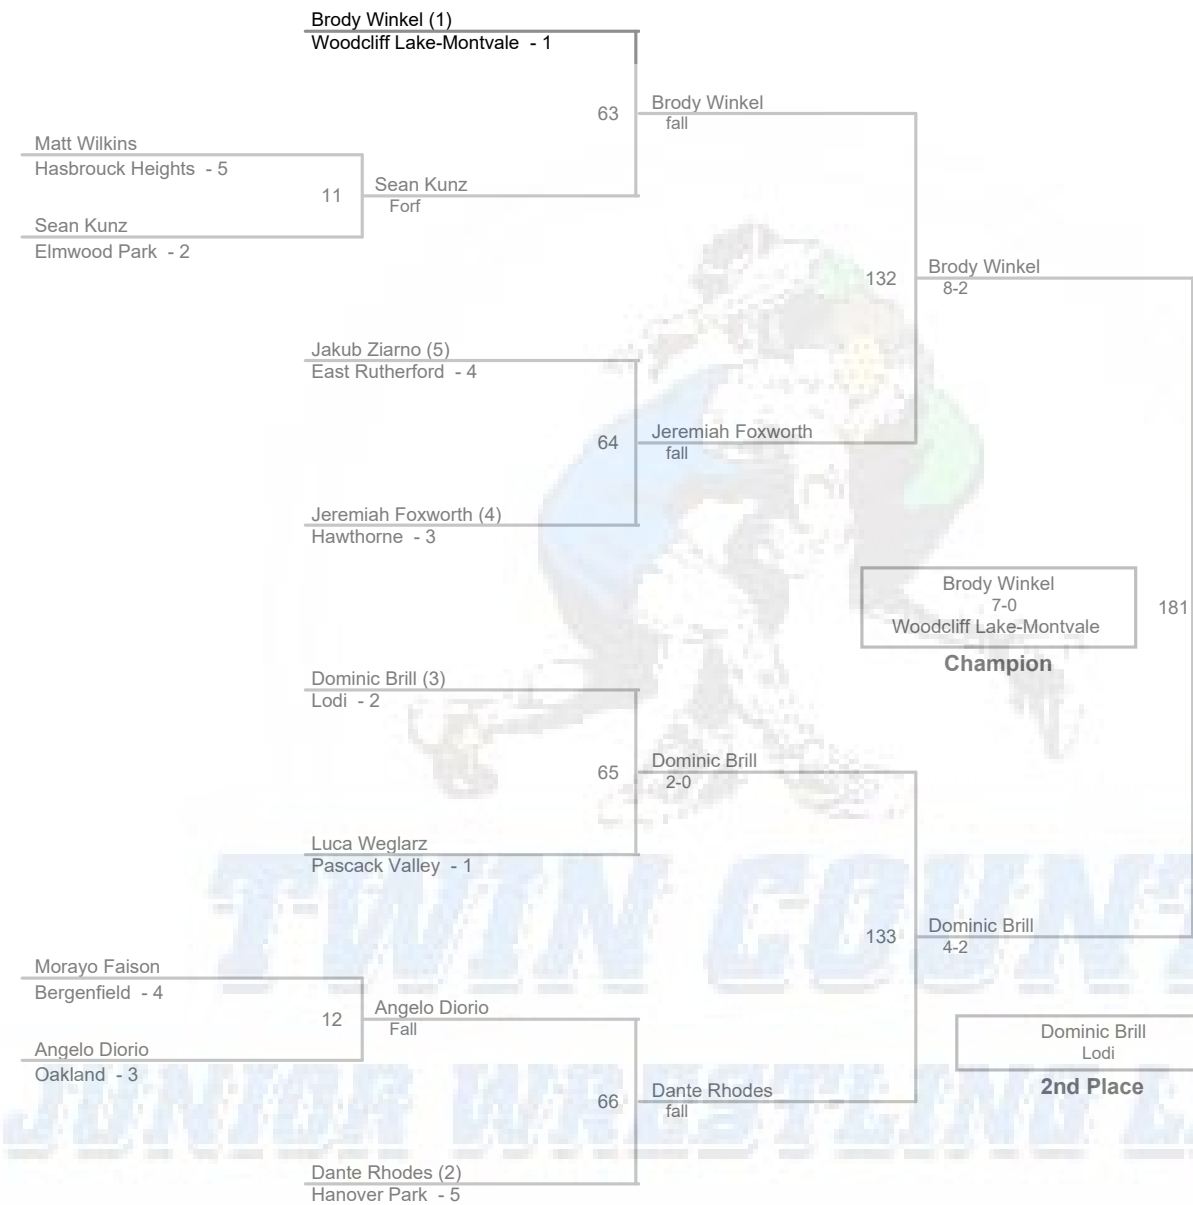 Brody Winkel (1)
Woodcliff Lake-Montvale - 1
63
Brody Winkel
fall
Matt Wilkins
Hasbrouck Heights - 5
11
Sean Kunz
Forf
Sean Kunz
Elmwood Park - 2
132
Brody Winkel
8-2
Jakub Ziarno (5)
East Rutherford - 4
64
Jeremiah Foxworth
fall
Jeremiah Foxworth (4)
Hawthorne - 3
Brody Winkel
7-0
Woodcliff Lake-Montvale
181
Champion
Dominic Brill (3)
Lodi - 2
65
Dominic Brill
2-0
Luca Weglarz
Pascack Valley - 1
TWIN COUNT
133
Dominic Brill
4-2
Morayo Faison
Bergenfield - 4
12
Angelo Diorio
Fall
Angelo Diorio
Oakland - 3
Dominic Brill
Lodi
2nd Place
JUNIOR WRESTLING L
66
Dante Rhodes
fall
Dante Rhodes (2)
Hanover Park - 5